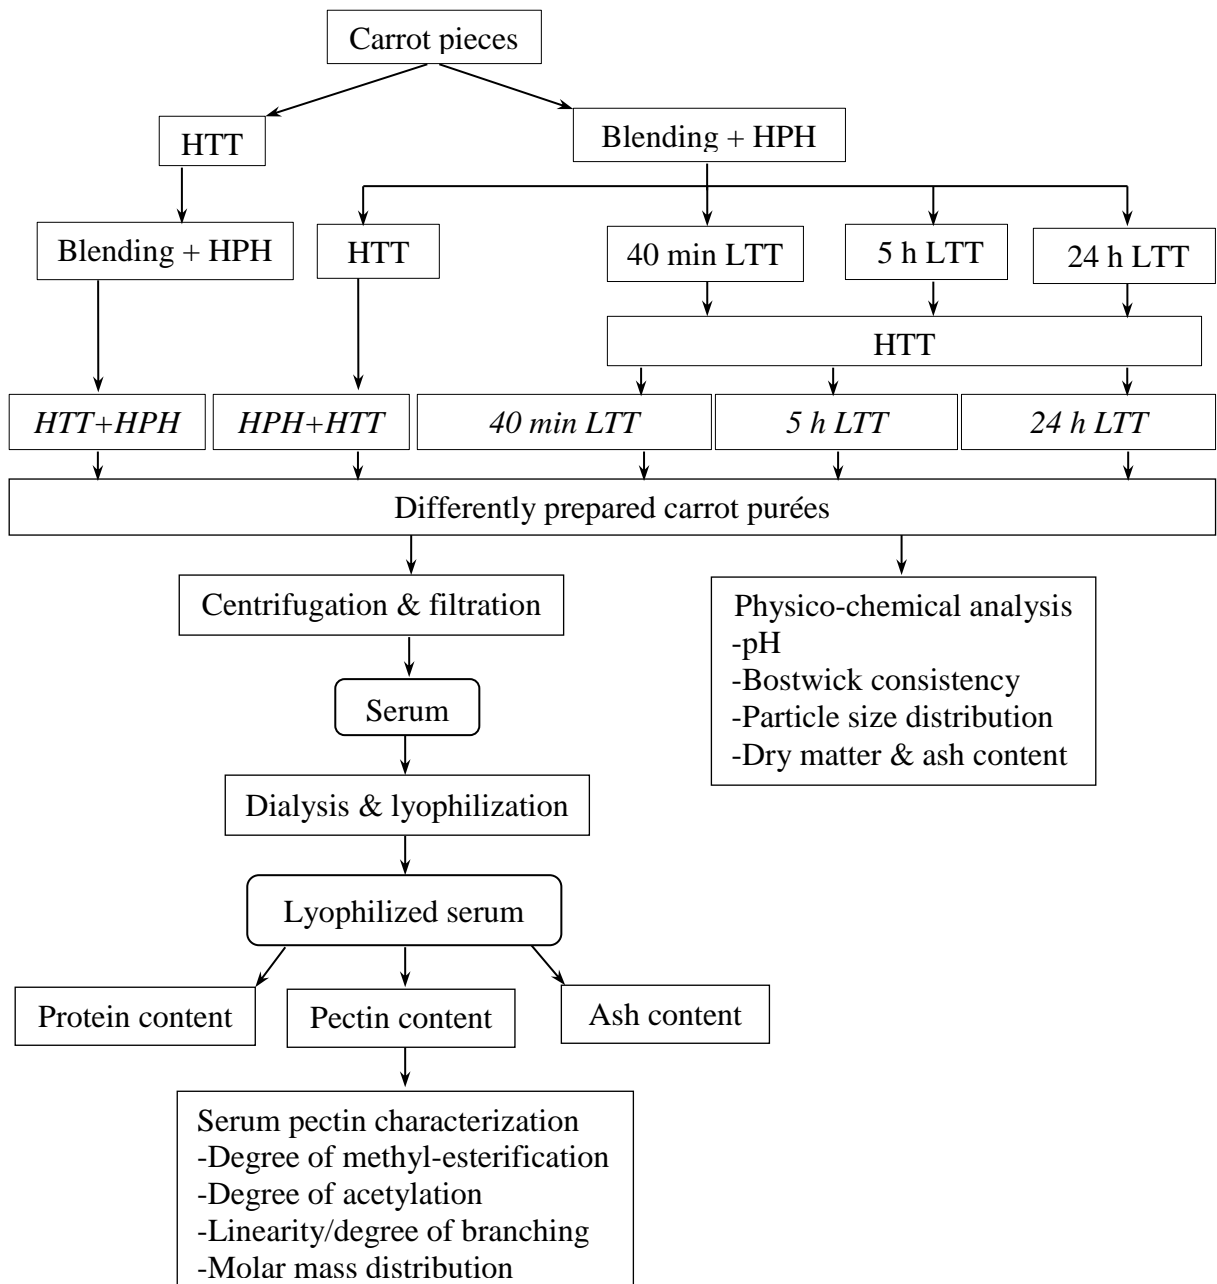 Carrot pieces
HTT
Blending + HPH
Blending + HPH
HTT
40 min LTT
5 h LTT
24 h LTT
HTT
HTT+HPH
HPH+HTT
40 min LTT
5 h LTT
24 h LTT
Differently prepared carrot purées
Centrifugation & filtration
Physico-chemical analysis
-pH
-Bostwick consistency
-Particle size distribution
-Dry matter & ash content
Serum
Dialysis & lyophilization
Lyophilized serum
Protein content
Pectin content
Ash content
Serum pectin characterization
-Degree of methyl-esterification
-Degree of acetylation
-Linearity/degree of branching
-Molar mass distribution